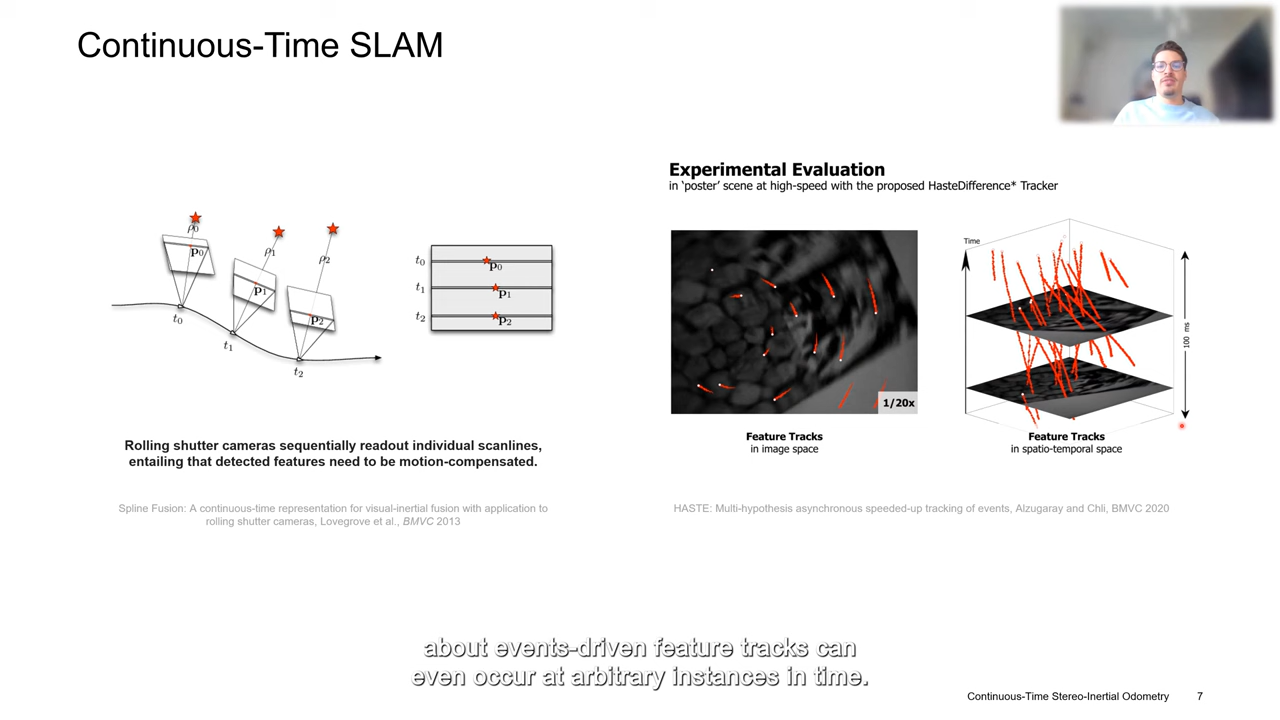 Continuous-Time SLAM
ρ0
p0
t0
ρ1
p1
t1
ρ2
p2
t2
t0
p0
t1
p1
t2
p2
Rolling shutter cameras sequentially readout individual scanlines,
entailing that detected features need to be motion-compensated.
Spline Fusion: A continuous-time representation for visual-inertial fusion with application to
rolling shutter cameras, Lovegrove et al., BMVC 2013
Experimental Evaluation
in ‘poster’ scene at high-speed with the proposed HasteDifference* Tracker
1/20x
Feature Tracks
in image space
Time
100 ms
Feature Tracks
in spatio-temporal space
HASTE: Multi-hypothesis asynchronous speeded-up tracking of events, Alzugaray and Chli, BMVC 2020
about events-driven feature tracks can
even occur at arbitrary instances in time.
Continuous-Time Stereo-Inertial Odometry 7